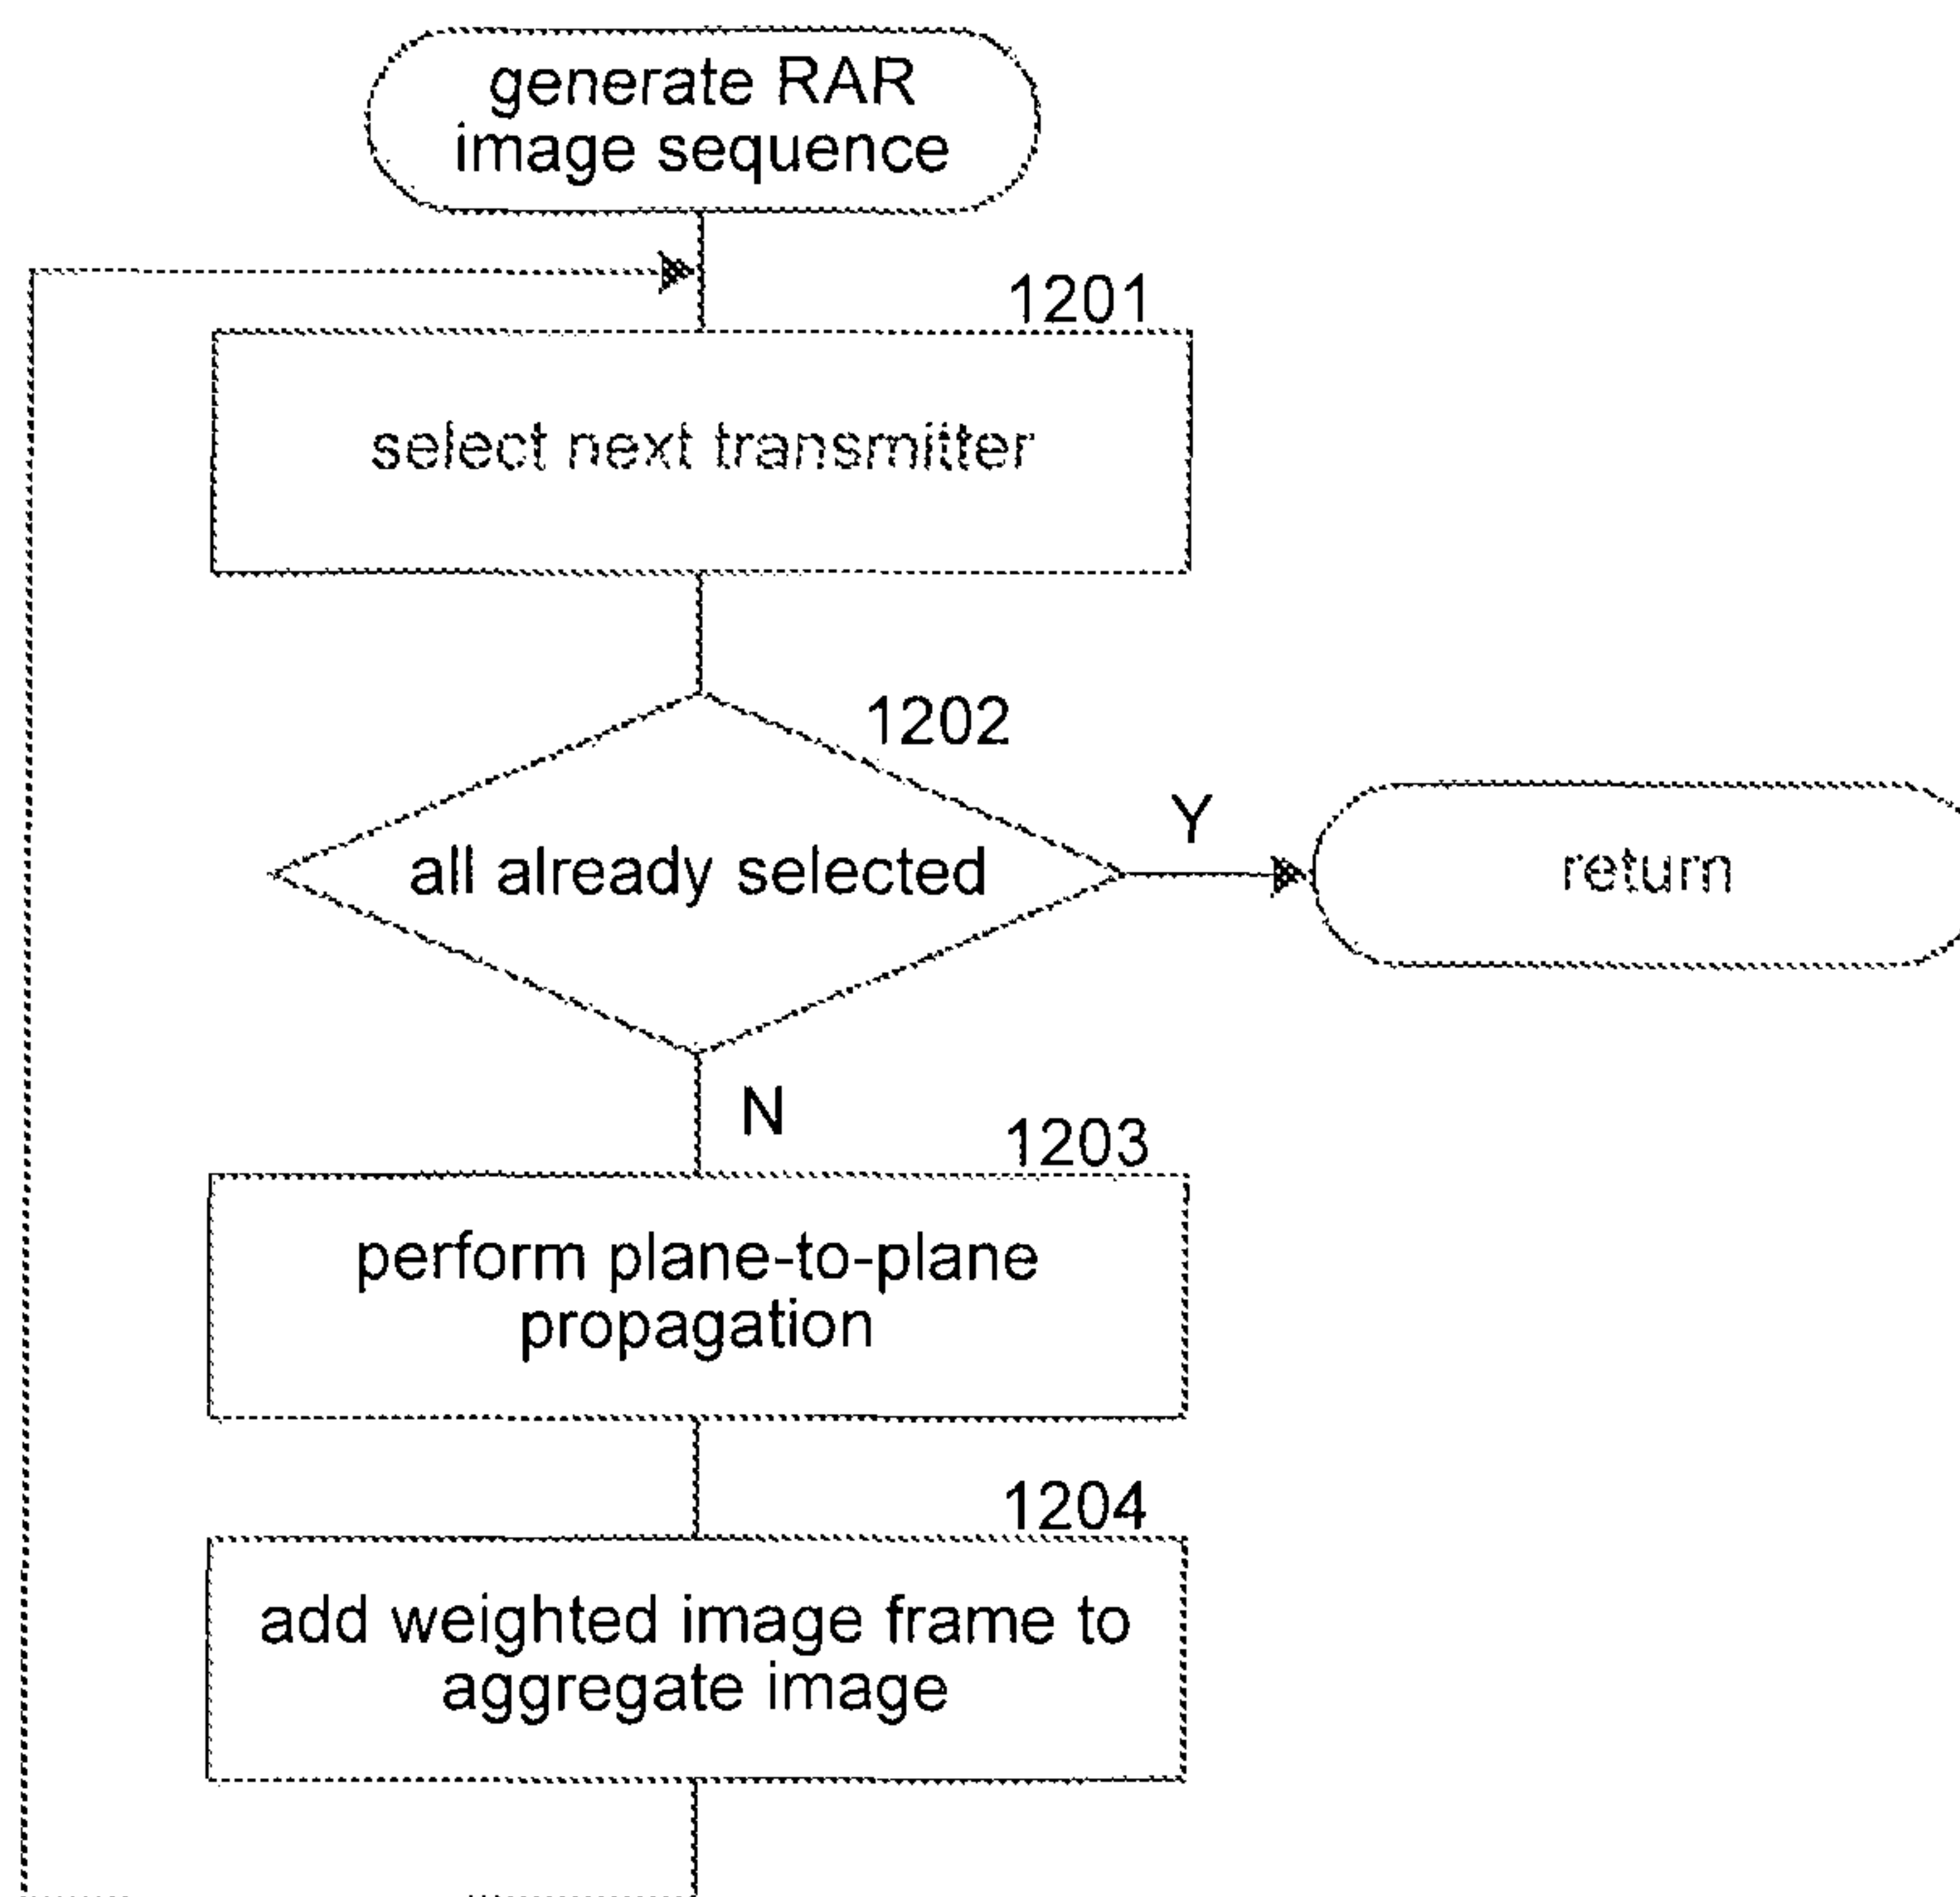 generate RAR
image sequence
1201
select next transmitter
1202
all already selected
Y
return
N
1203
perform plane-to-plane
propagation
1204
add weighted image frame to
aggregate image